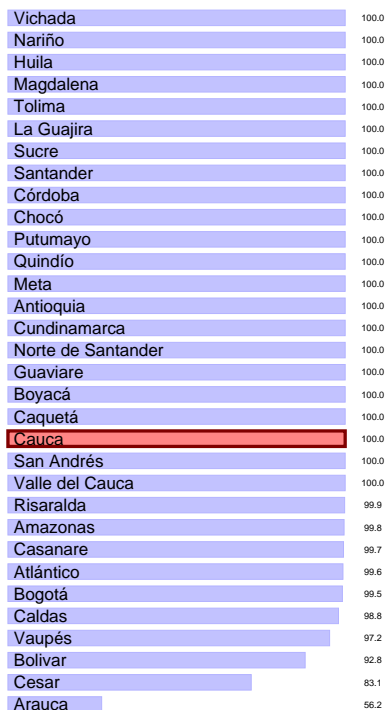 Vichada 100.0
Nariño 100.0
Huila 100.0
Magdalena 100.0
Tolima 100.0
La Guajira 100.0
Sucre 100.0
Santander 100.0
Córdoba 100.0
Chocó 100.0
Putumayo 100.0
Quindío 100.0
Meta 100.0
Antioquia 100.0
Cundinamarca 100.0
Norte de Santander 100.0
Guaviare 100.0
Boyacá 100.0
Caquetá 100.0
Cauca 100.0
San Andrés 100.0
Valle del Cauca 100.0
Risaralda 99.9
Amazonas 99.8
Casanare 99.7
Atlántico 99.6
Bogotá 99.5
Caldas 98.8
Vaupés 97.2
Bolivar 92.8
Cesar 83.1
Arauca 56.2